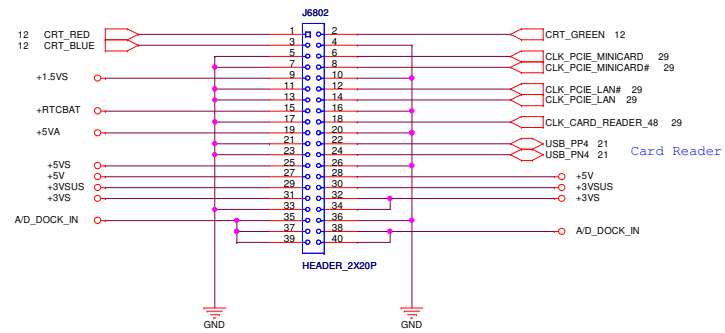 J6802
12 CRT_RED 1 2 CRT_GREEN 12
12 CRT_BLUE 3 4
5 6 CLK_PCIE_MINICARD 29
7 8 CLK_PCIE_MINICARD# 29
+1.5VS 9 10
11 12 CLK_PCIE_LAN# 29
13 14 CLK_PCIE_LAN 29
+RTCBAT 15 16
17 18 CLK_CARD_READER_48 29
+5VA 19 20
21 22 USB_PP4 21
23 24 USB_PN4 21 Card Reader
+5VS 25 26
+5V 27 28 +5V
+3VSUS 29 30 +3VSUS
+3VS 31 32 +3VS
33 34
A/D_DOCK_IN 35 36
37 38 A/D_DOCK_IN
39 40
HEADER_2X20P
GND GND